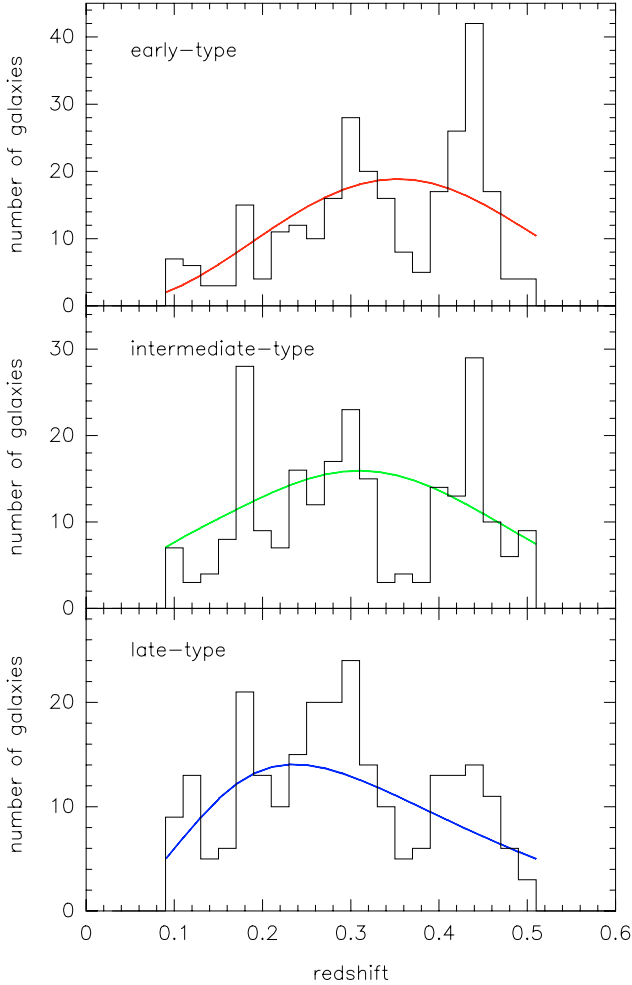 early-type
number of galaxies
40
30
20
10
0
intermediate-type
number of galaxies
30
20
10
0
late-type
number of galaxies
20
10
0
0 0.1 0.2 0.3 0.4 0.5 0.6
redshift